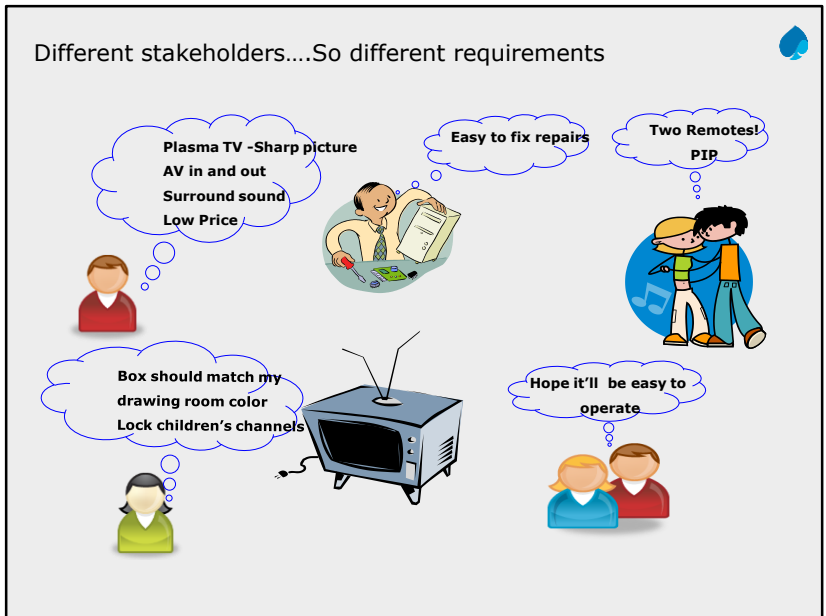 Different stakeholders....So different requirements
Plasma TV -Sharp picture
AV in and out
Surround sound
Low Price
Easy to fix repairs
Two Remotes!
PIP
Box should match my
drawing room color
Lock children's channels
Hope it'll  be easy to
operate